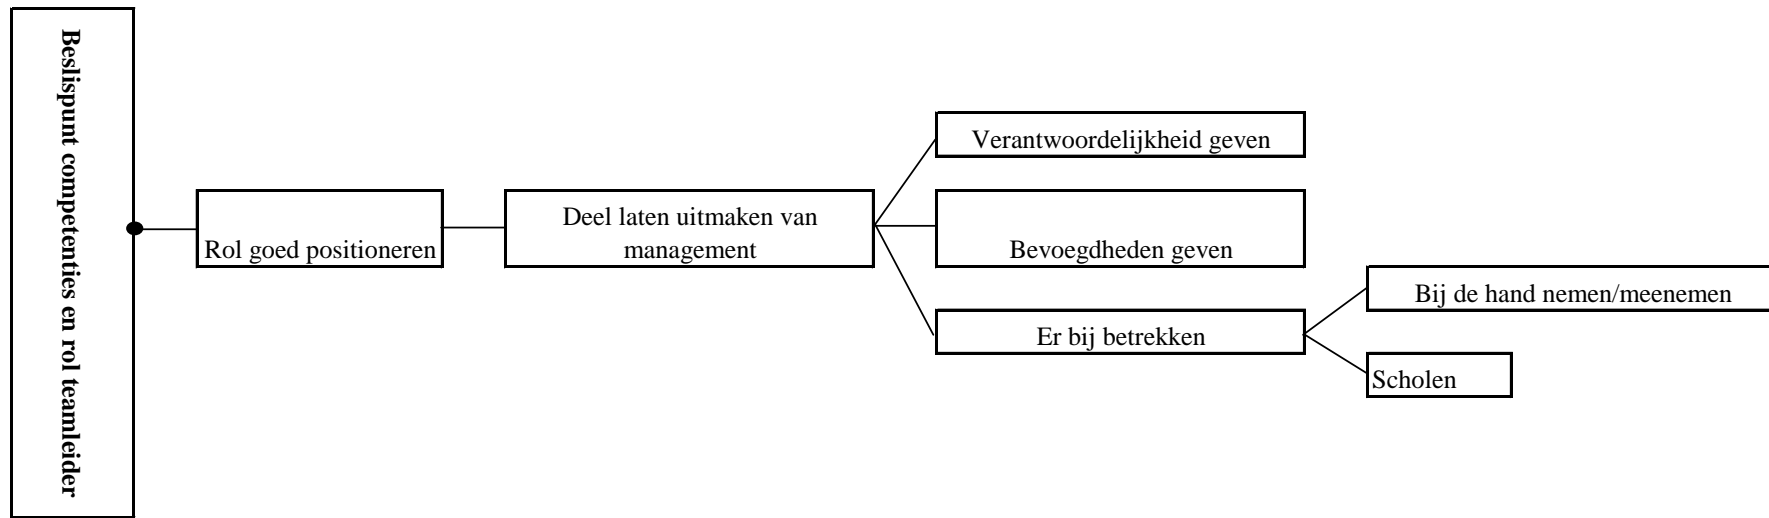 Beslispunt competenties en rol teamleider
Rol goed positioneren
Deel laten uitmaken van
management
Verantwoordelijkheid geven
Bevoegdheden geven
Er bij betrekken
Bij de hand nemen/meenemen
Scholen